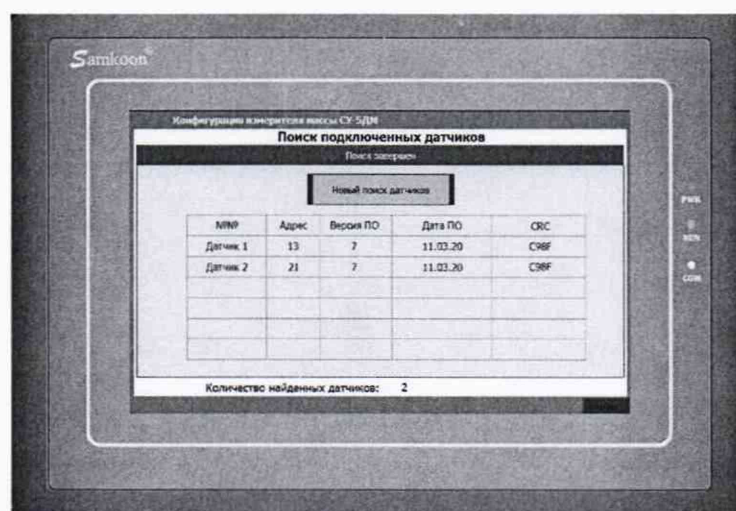 Samkoon®
Конфигурация измерителя массы СУ-5ДМ
Поиск подключенных датчиков
Поиск завершен
Новый поиск датчиков
№№ Адрес Версия ПО Дата ПО CRC
Датчик 1 13 7 11.03.20 C98F
Датчик 2 21 7 11.03.20 C98F
Количество найденных датчиков: 2
PWR
RUN
COM